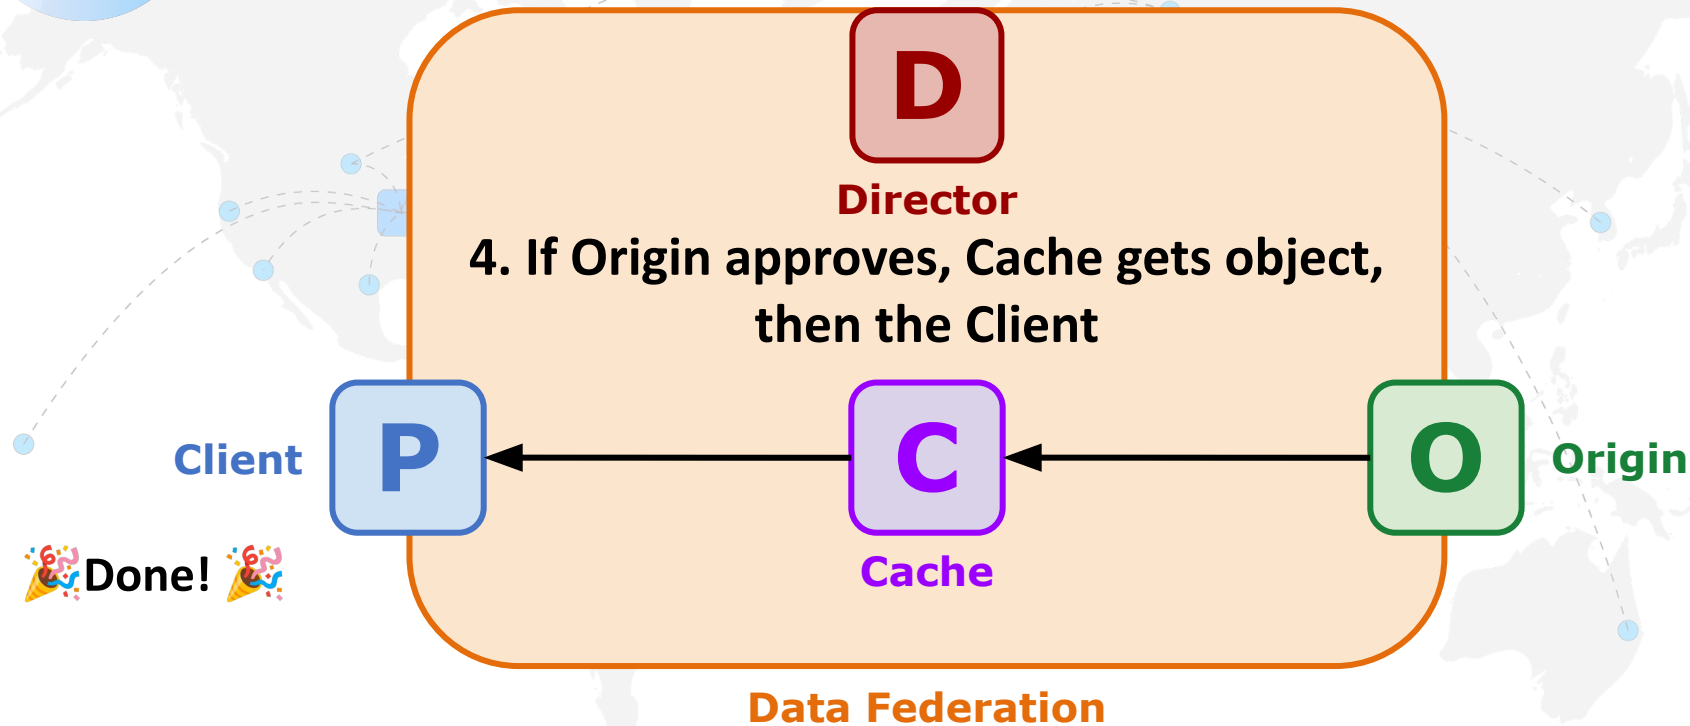 D
Director
4. If Origin approves, Cache gets object,
then the Client
Client
P
C
O
Origin
Cache
🎉Done! 🎉
Data Federation